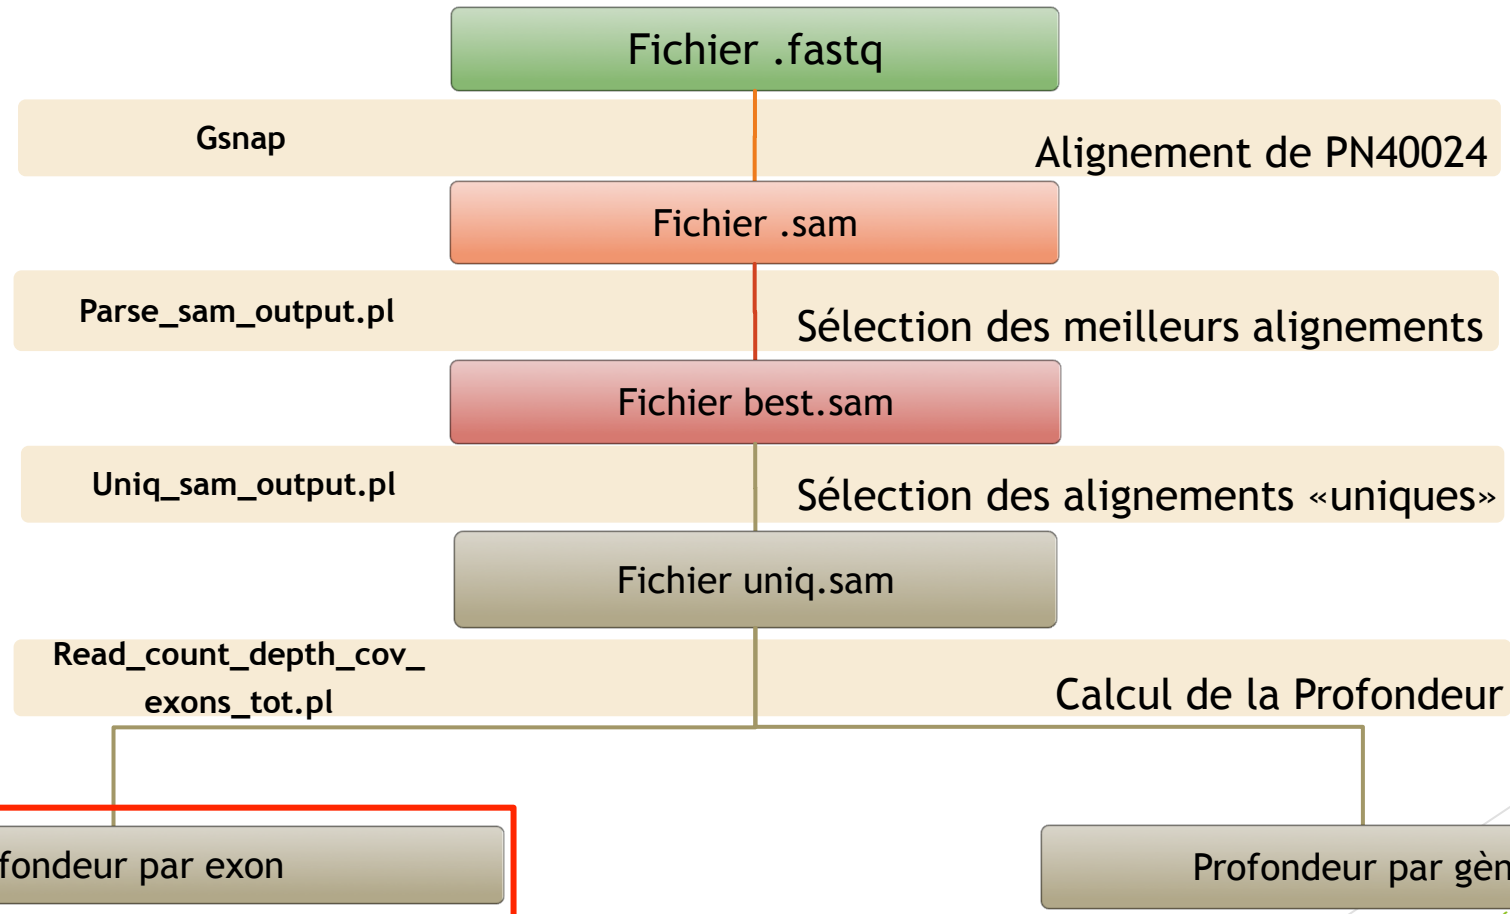 Fichier .fastq
Gsnap
Alignement de PN40024
Fichier .sam
Parse_sam_output.pl
Sélection des meilleurs alignements
Fichier best.sam
Uniq_sam_output.pl
Sélection des alignements «uniques»
Fichier uniq.sam
Read_count_depth_cov_
exons_tot.pl
Calcul de la Profondeur
fondeur par exon
Profondeur par gèn